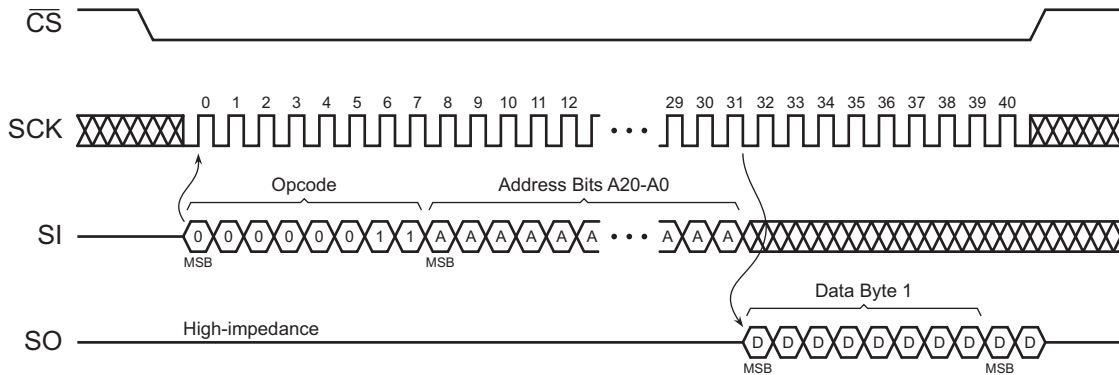 CS
0 1 2 3 4 5 6 7 8 9 10 11 12 29 30 31 32 33 34 35 36 37 38 39 40
SCK
Opcode Address Bits A20-A0
SI 0 0 0 0 0 0 1 1 A A A A A A A A A
MSB MSB
Data Byte 1
High-impedance
SO D D D D D D D D D D
MSB MSB